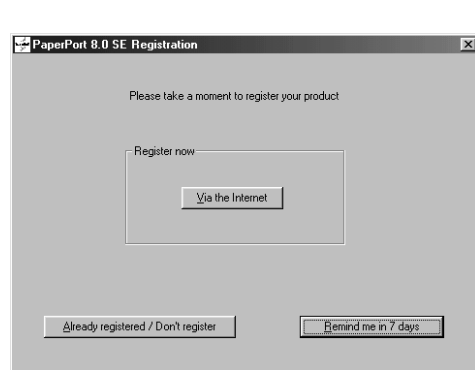 PaperPort 8.0 SE Registration
Please take a moment to register your product
Register now
Via the Internet
Already registered / Don't register
Remind me in 7 days